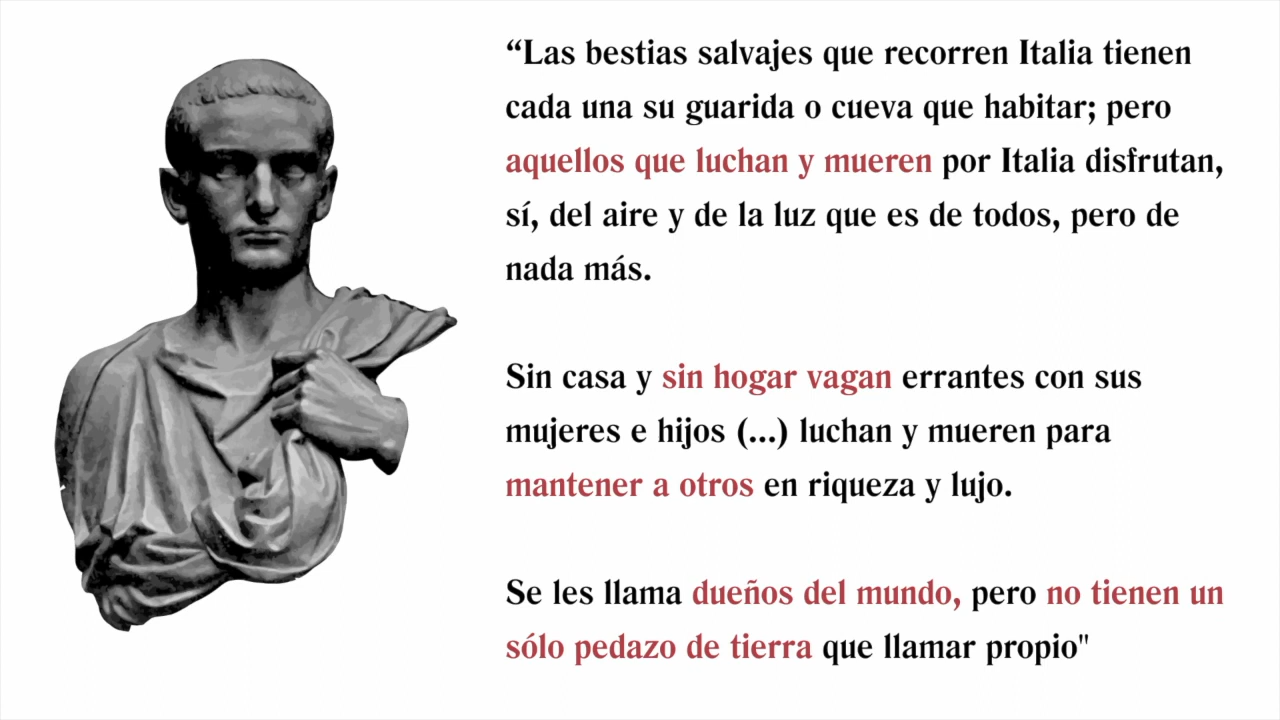 “Las bestias salvajes que recorren Italia tienen
cada una su guarida o cueva que habitar; pero
aquellos que luchan y mueren por Italia disfrutan,
sí, del aire y de la luz que es de todos, pero de
nada más.
Sin casa y sin hogar vagan errantes con sus
mujeres e hijos (...) luchan y mueren para
mantener a otros en riqueza y lujo.
Se les llama dueños del mundo, pero no tienen un
sólo pedazo de tierra que llamar propio"